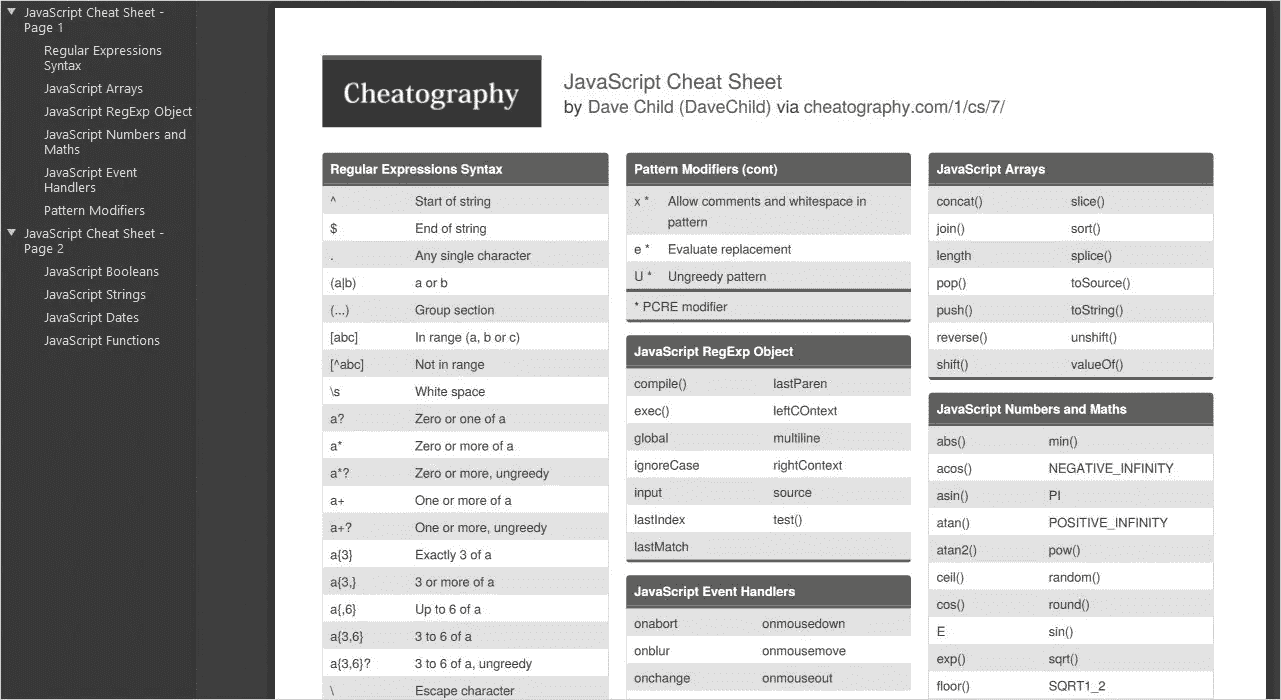 JavaScript Cheat Sheet -
Page 1
Regular Expressions
Syntax
JavaScript Arrays
JavaScript RegExp Object
JavaScript Numbers and
Maths
JavaScript Event
Handlers
Pattern Modifiers
JavaScript Cheat Sheet -
Page 2
JavaScript Booleans
JavaScript Strings
JavaScript Dates
JavaScript Functions
Cheatography
JavaScript Cheat Sheet
by Dave Child (DaveChild) via cheatography.com/1/cs/7/
Regular Expressions Syntax
^ Start of string
$ End of string
. Any single character
(a|b) a or b
(...) Group section
[abc] In range (a, b or c)
[^abc] Not in range
\s White space
a? Zero or one of a
a* Zero or more of a
a*? Zero or more, ungreedy
a+ One or more of a
a+? One or more, ungreedy
a{3} Exactly 3 of a
a{3,} 3 or more of a
a{,6} Up to 6 of a
a{3,6} 3 to 6 of a
a{3,6}? 3 to 6 of a, ungreedy
\ Escape character
Pattern Modifiers (cont)
x * Allow comments and whitespace in
pattern
e * Evaluate replacement
U * Ungreedy pattern
* PCRE modifier
JavaScript RegExp Object
compile() lastParen
exec() leftCOntext
global multiline
ignoreCase rightContext
input source
lastIndex test()
lastMatch
JavaScript Event Handlers
onabort onmousedown
onblur onmousemove
onchange onmouseout
JavaScript Arrays
concat() slice()
join() sort()
length splice()
pop() toSource()
push() toString()
reverse() unshift()
shift() valueOf()
JavaScript Numbers and Maths
abs() min()
acos() NEGATIVE_INFINITY
asin() PI
atan() POSITIVE_INFINITY
atan2() pow()
ceil() random()
cos() round()
E sin()
exp() sqrt()
floor() SQRT1_2